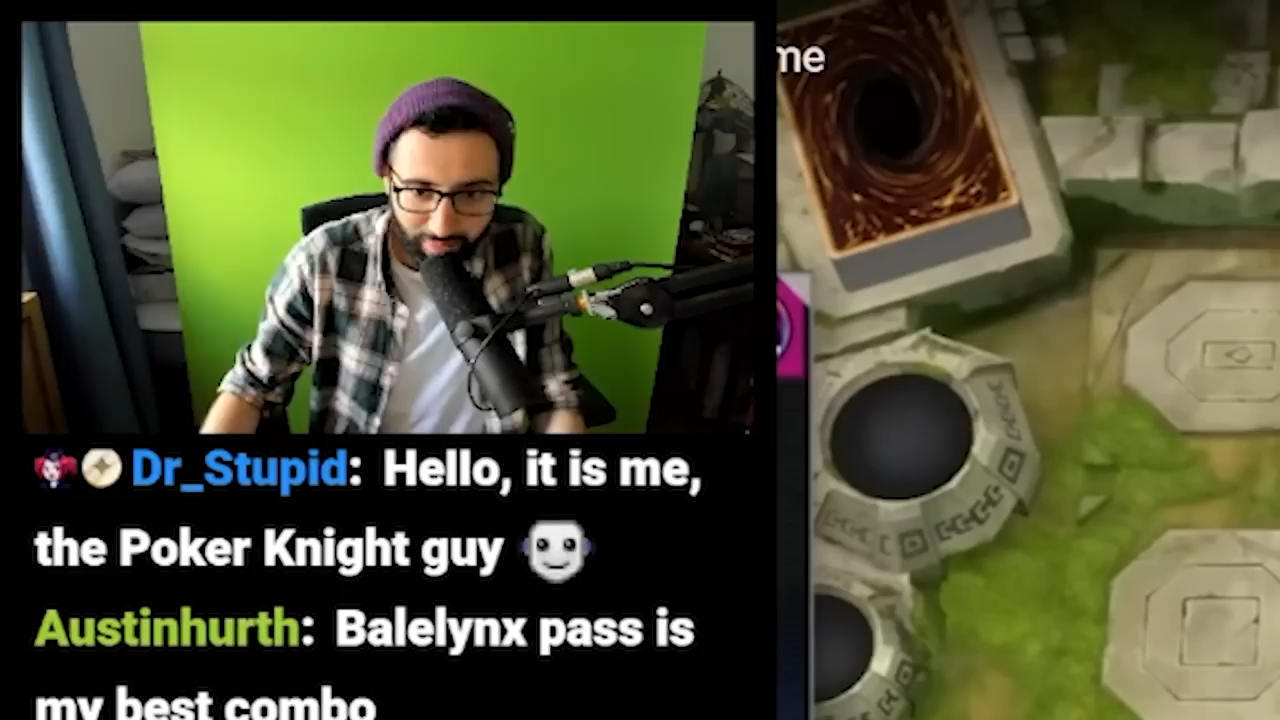 me
Dr_Stupid: Hello, it is me,
the Poker Knight guy
Austinhurth: Balelynx pass is
my best combo